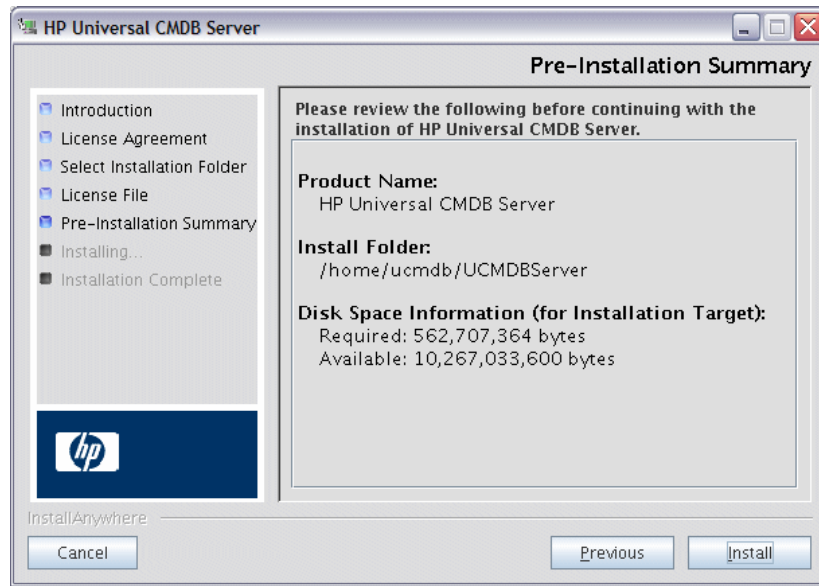 HP Universal CMDB Server
Pre-Installation Summary
Introduction
License Agreement
Select Installation Folder
License File
Pre-Installation Summary
Installing...
Installation Complete
Please review the following before continuing with the
installation of HP Universal CMDB Server.
Product Name:
HP Universal CMDB Server
Install Folder:
/home/ucmdb/UCMDBServer
Disk Space Information (for Installation Target):
Required: 562,707,364 bytes
Available: 10,267,033,600 bytes
hp
InstallAnywhere
Cancel
Previous
Install